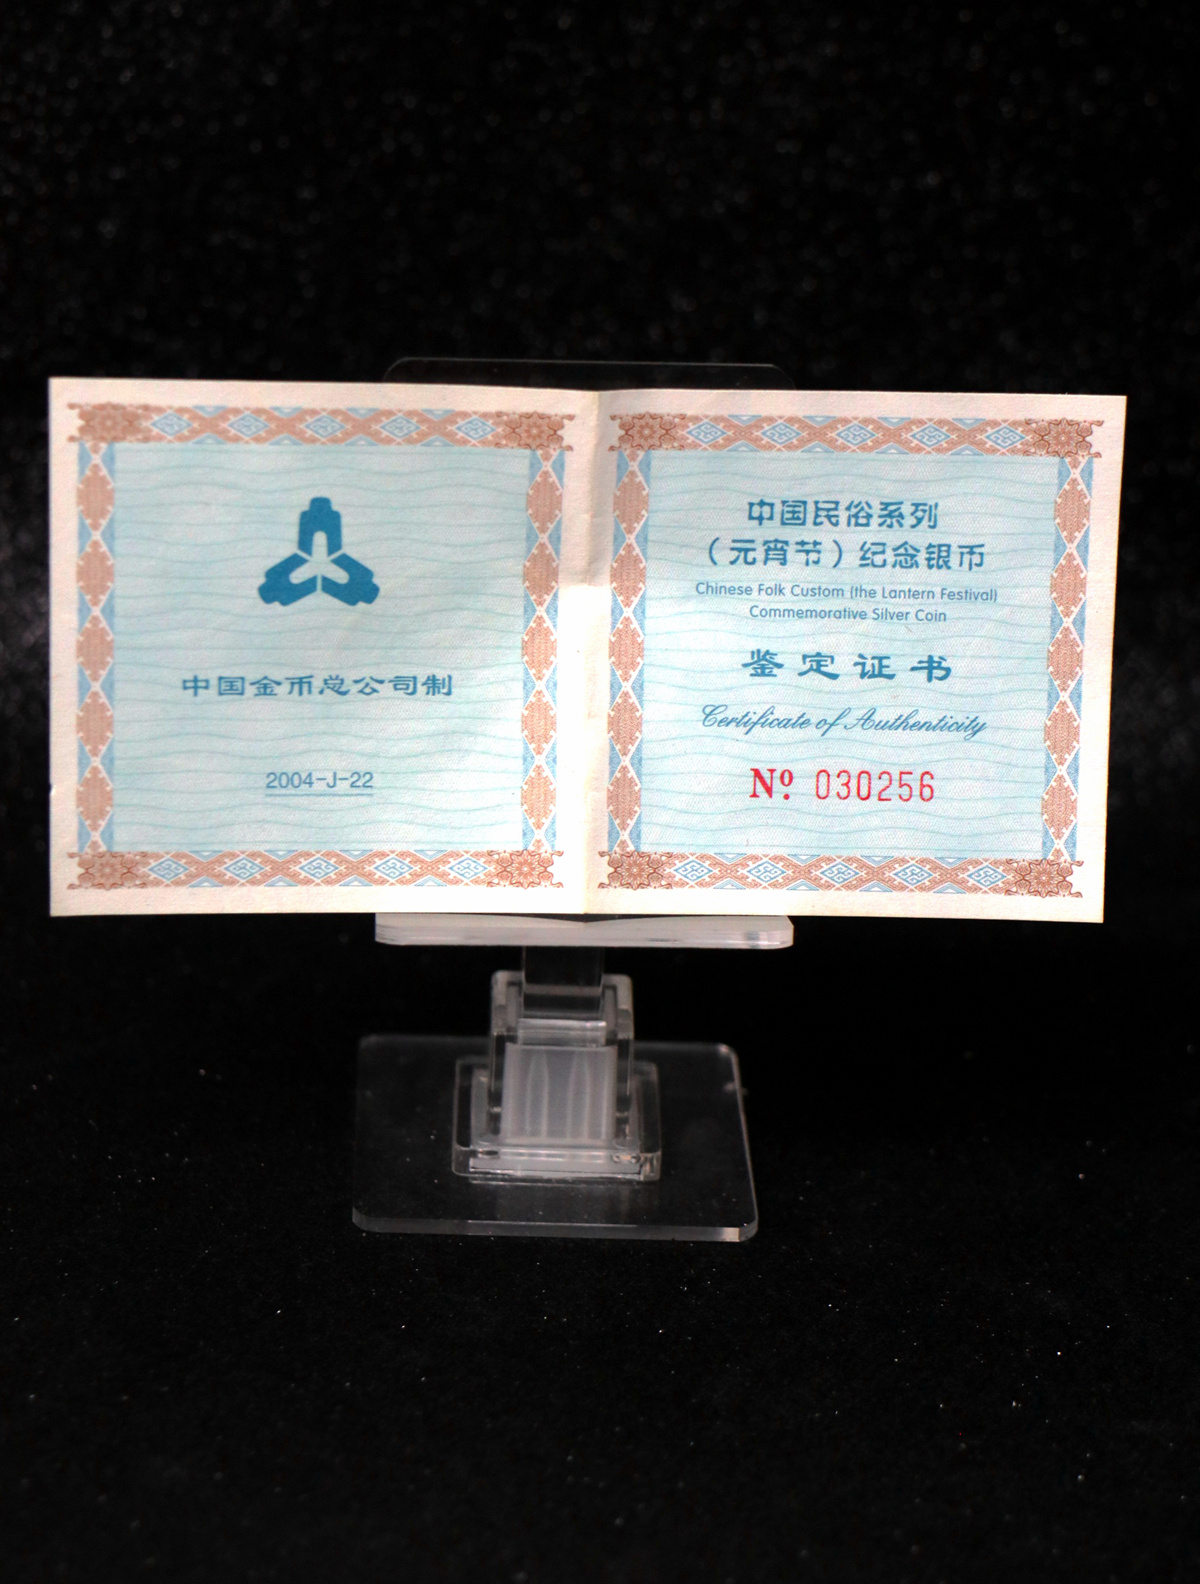 中国金币总公司制
2004-J-22
中国民俗系列
（元宵节）纪念银币
Chinese Folk Custom (the Lantern Festival)
Commemorative Silver Coin
鉴定证书
Certificate of Authenticity
Nº 030256